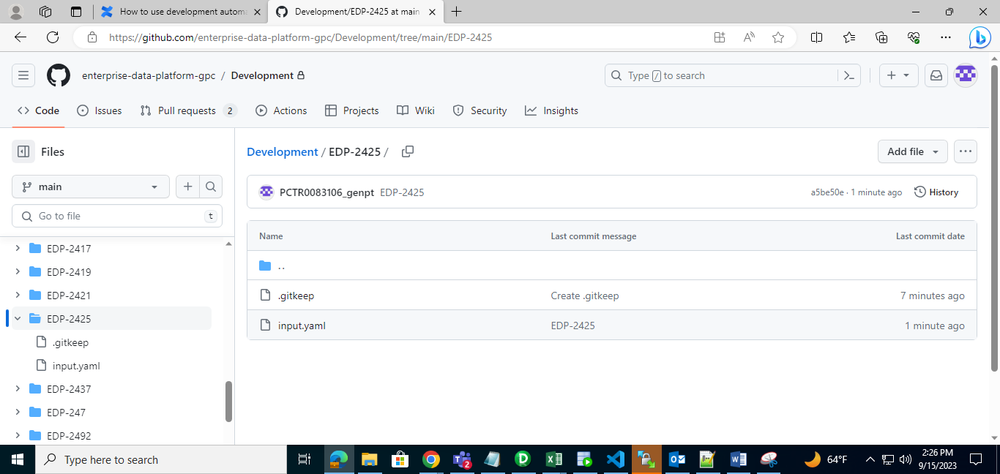 How to use development automa
Development/EDP-2425 at main
https://github.com/enterprise-data-platform-gpc/Development/tree/main/EDP-2425
enterprise-data-platform-gpc / Development
Type / to search
Code
Issues
Pull requests 2
Actions
Projects
Wiki
Security
Insights
Files
main
Go to file
t
EDP-2417
EDP-2419
EDP-2421
EDP-2425
.gitkeep
input.yaml
EDP-2437
EDP-247
EDP-2492
Development / EDP-2425 /
Add file
PCTR0083106_genpt EDP-2425
a5be50e · 1 minute ago
History
Name Last commit message Last commit date
..
.gitkeep Create .gitkeep 7 minutes ago
input.yaml EDP-2425 1 minute ago
Type here to search
2
64°F
2:26 PM
9/15/2023